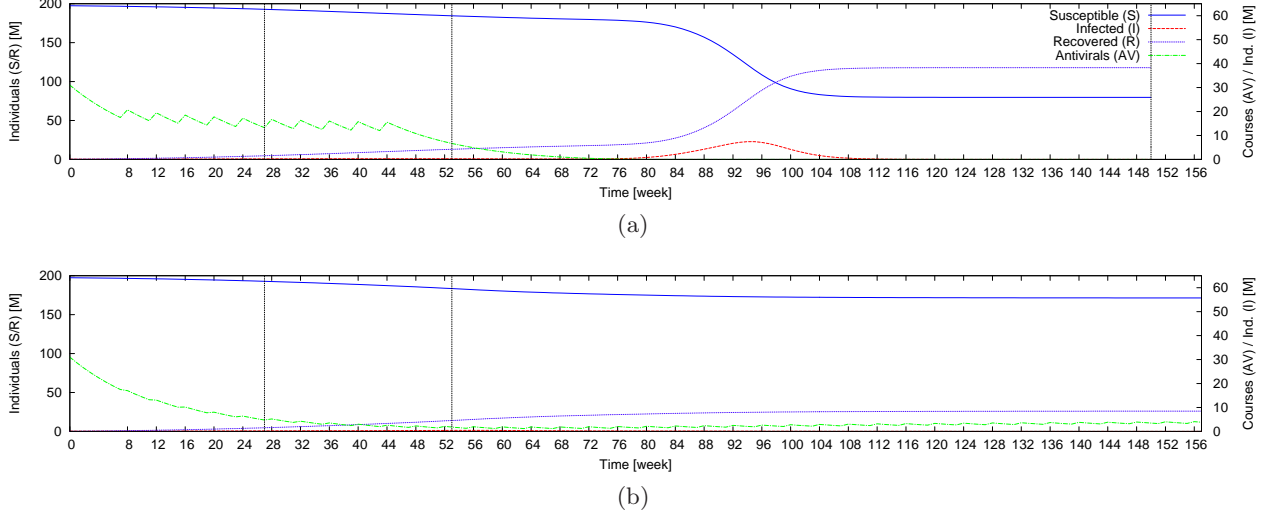 200
150
100
50
0
Individuals (S/R) [M]
0 8 12 16 20 24 28 32 36 40 44 48 52 56 60 64 68 72 76 80 84 88 92 96 100 104 108 112 116 120 124 128 132 136 140 144 148 152 156
Time [week]
60
50
40
30
20
10
0
Courses (AV) / Ind. (I) [M]
Susceptible (S)
Infected (I)
Recovered (R)
Antivirals (AV)
(a)
200
150
100
50
0
Individuals (S/R) [M]
0 4 8 12 16 20 24 28 32 36 40 44 48 52 56 60 64 68 72 76 80 84 88 92 96 100 104 108 112 116 120 124 128 132 136 140 144 148 152 156
Time [week]
60
50
40
30
20
10
0
Courses (AV) / Ind. (I) [M]
(b)